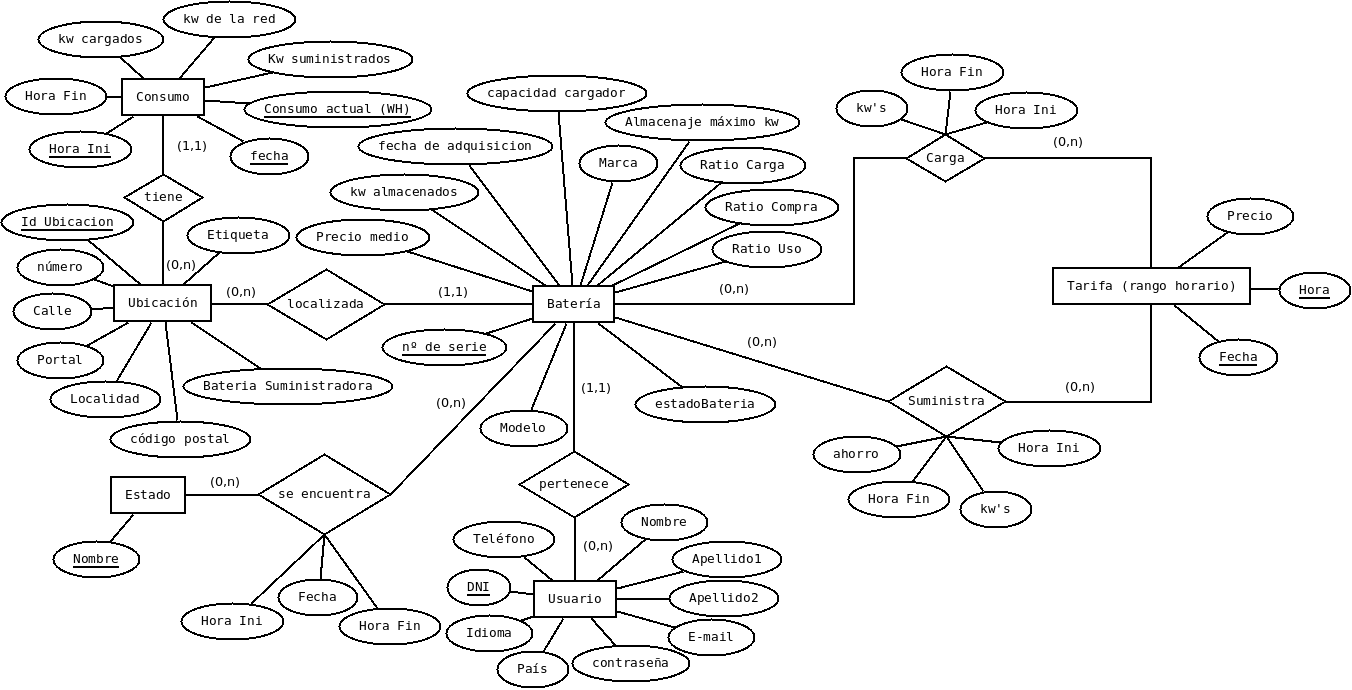 kw de la red
kw cargados
Kw suministrados
Hora Fin
Consumo
Consumo actual (WH)
Hora Ini
fecha
(1,1)
tiene
Id Ubicacion
Etiqueta
número
(0,n)
Calle
Ubicación
Portal
Localidad
Bateria Suministradora
código postal
(0,n)
localizada
(1,1)
capacidad cargador
Almacenaje máximo kw
fecha de adquisicion
Marca
Ratio Carga
kw almacenados
Ratio Compra
Precio medio
Ratio Uso
Batería
nº de serie
Modelo
estadoBateria
(0,n)
Hora Fin
kw's
Hora Ini
Carga
(0,n)
Precio
Tarifa (rango horario)
Hora
Fecha
(0,n)
Suministra
(0,n)
ahorro
Hora Ini
Hora Fin
kw's
(0,n)
(1,1)
Estado
(0,n)
se encuentra
Nombre
Hora Ini
Fecha
Hora Fin
pertenece
(0,n)
Teléfono
Nombre
Apellido1
DNI
Usuario
Apellido2
Idioma
E-mail
País
contraseña